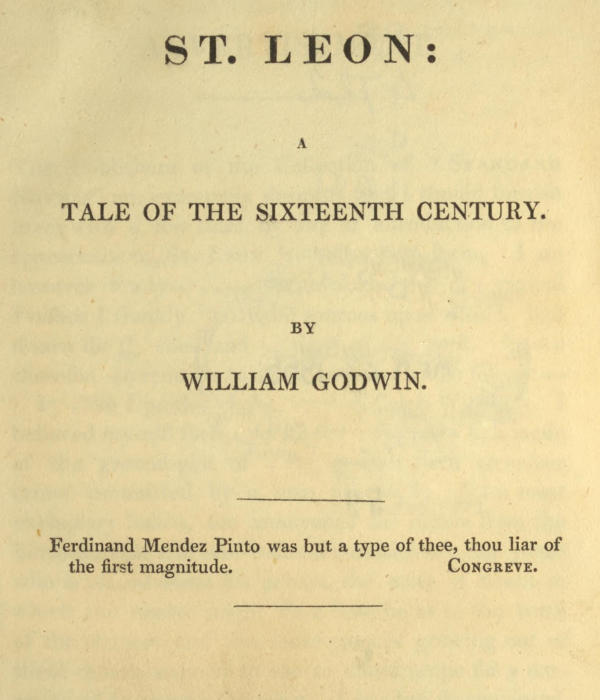 ST. LEON:
A
TALE OF THE SIXTEENTH CENTURY.
BY
WILLIAM GODWIN.
Ferdinand Mendez Pinto was but a type of thee, thou liar of
the first magnitude. CONGREVE.